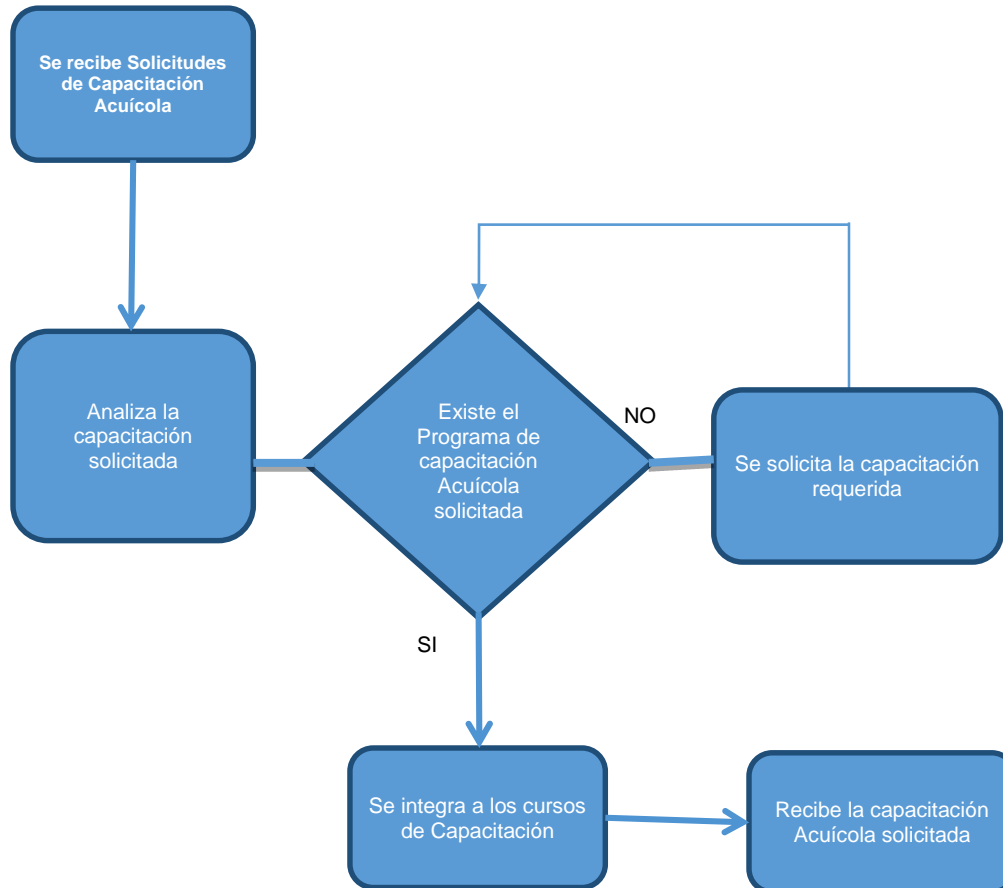 Se recibe Solicitudes
de Capacitación
Acuícola
Analiza la
capacitación
solicitada
Existe el
Programa de
capacitación
Acuícola
solicitada
NO
Se solicita la capacitación
requerida
SI
Se integra a los cursos
de Capacitación
Recibe la capacitación
Acuícola solicitada